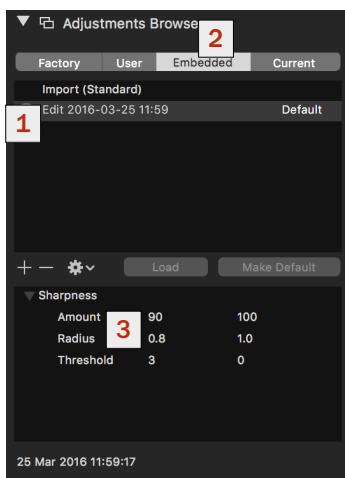 Adjustments Browse
2
Factory User Embedded Current
Import (Standard)
1
Edit 2016-03-25 11:59 Default
Load Make Default
Sharpness
Amount 90 100
3
Radius 0.8 1.0
Threshold 3 0
25 Mar 2016 11:59:17